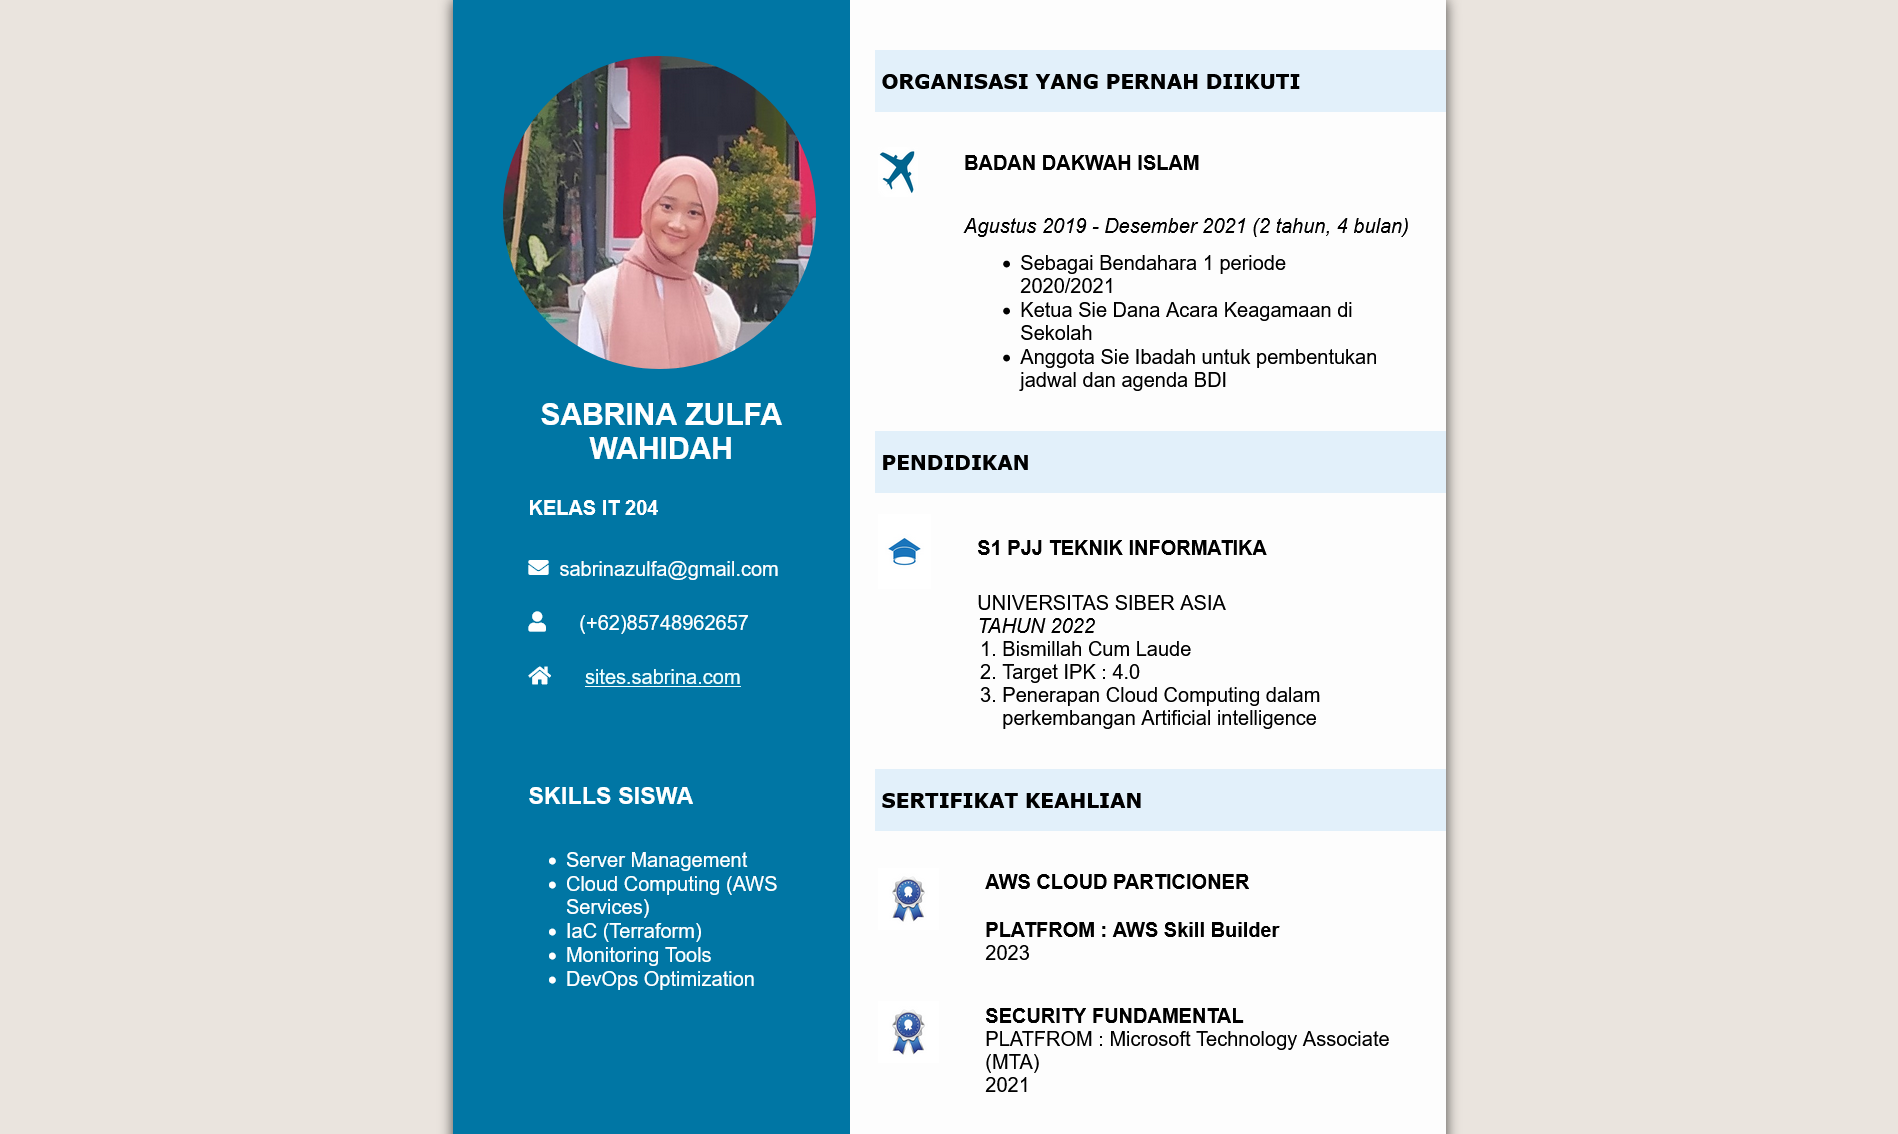 SABRINA ZULFA
WAHIDAH
KELAS IT 204
sabrinazulfa@gmail.com
(+62)85748962657
sites.sabrina.com
SKILLS SISWA
Server Management
Cloud Computing (AWS
Services)
IaC (Terraform)
Monitoring Tools
DevOps Optimization
ORGANISASI YANG PERNAH DIIKUTI
BADAN DAKWAH ISLAM
Agustus 2019 - Desember 2021 (2 tahun, 4 bulan)
Sebagai Bendahara 1 periode
2020/2021
Ketua Sie Dana Acara Keagamaan di
Sekolah
Anggota Sie Ibadah untuk pembentukan
jadwal dan agenda BDI
PENDIDIKAN
S1 PJJ TEKNIK INFORMATIKA
UNIVERSITAS SIBER ASIA
TAHUN 2022
1. Bismillah Cum Laude
2. Target IPK : 4.0
3. Penerapan Cloud Computing dalam
perkembangan Artificial intelligence
SERTIFIKAT KEAHLIAN
AWS CLOUD PARTICIONER
PLATFROM : AWS Skill Builder
2023
SECURITY FUNDAMENTAL
PLATFROM : Microsoft Technology Associate
(MTA)
2021